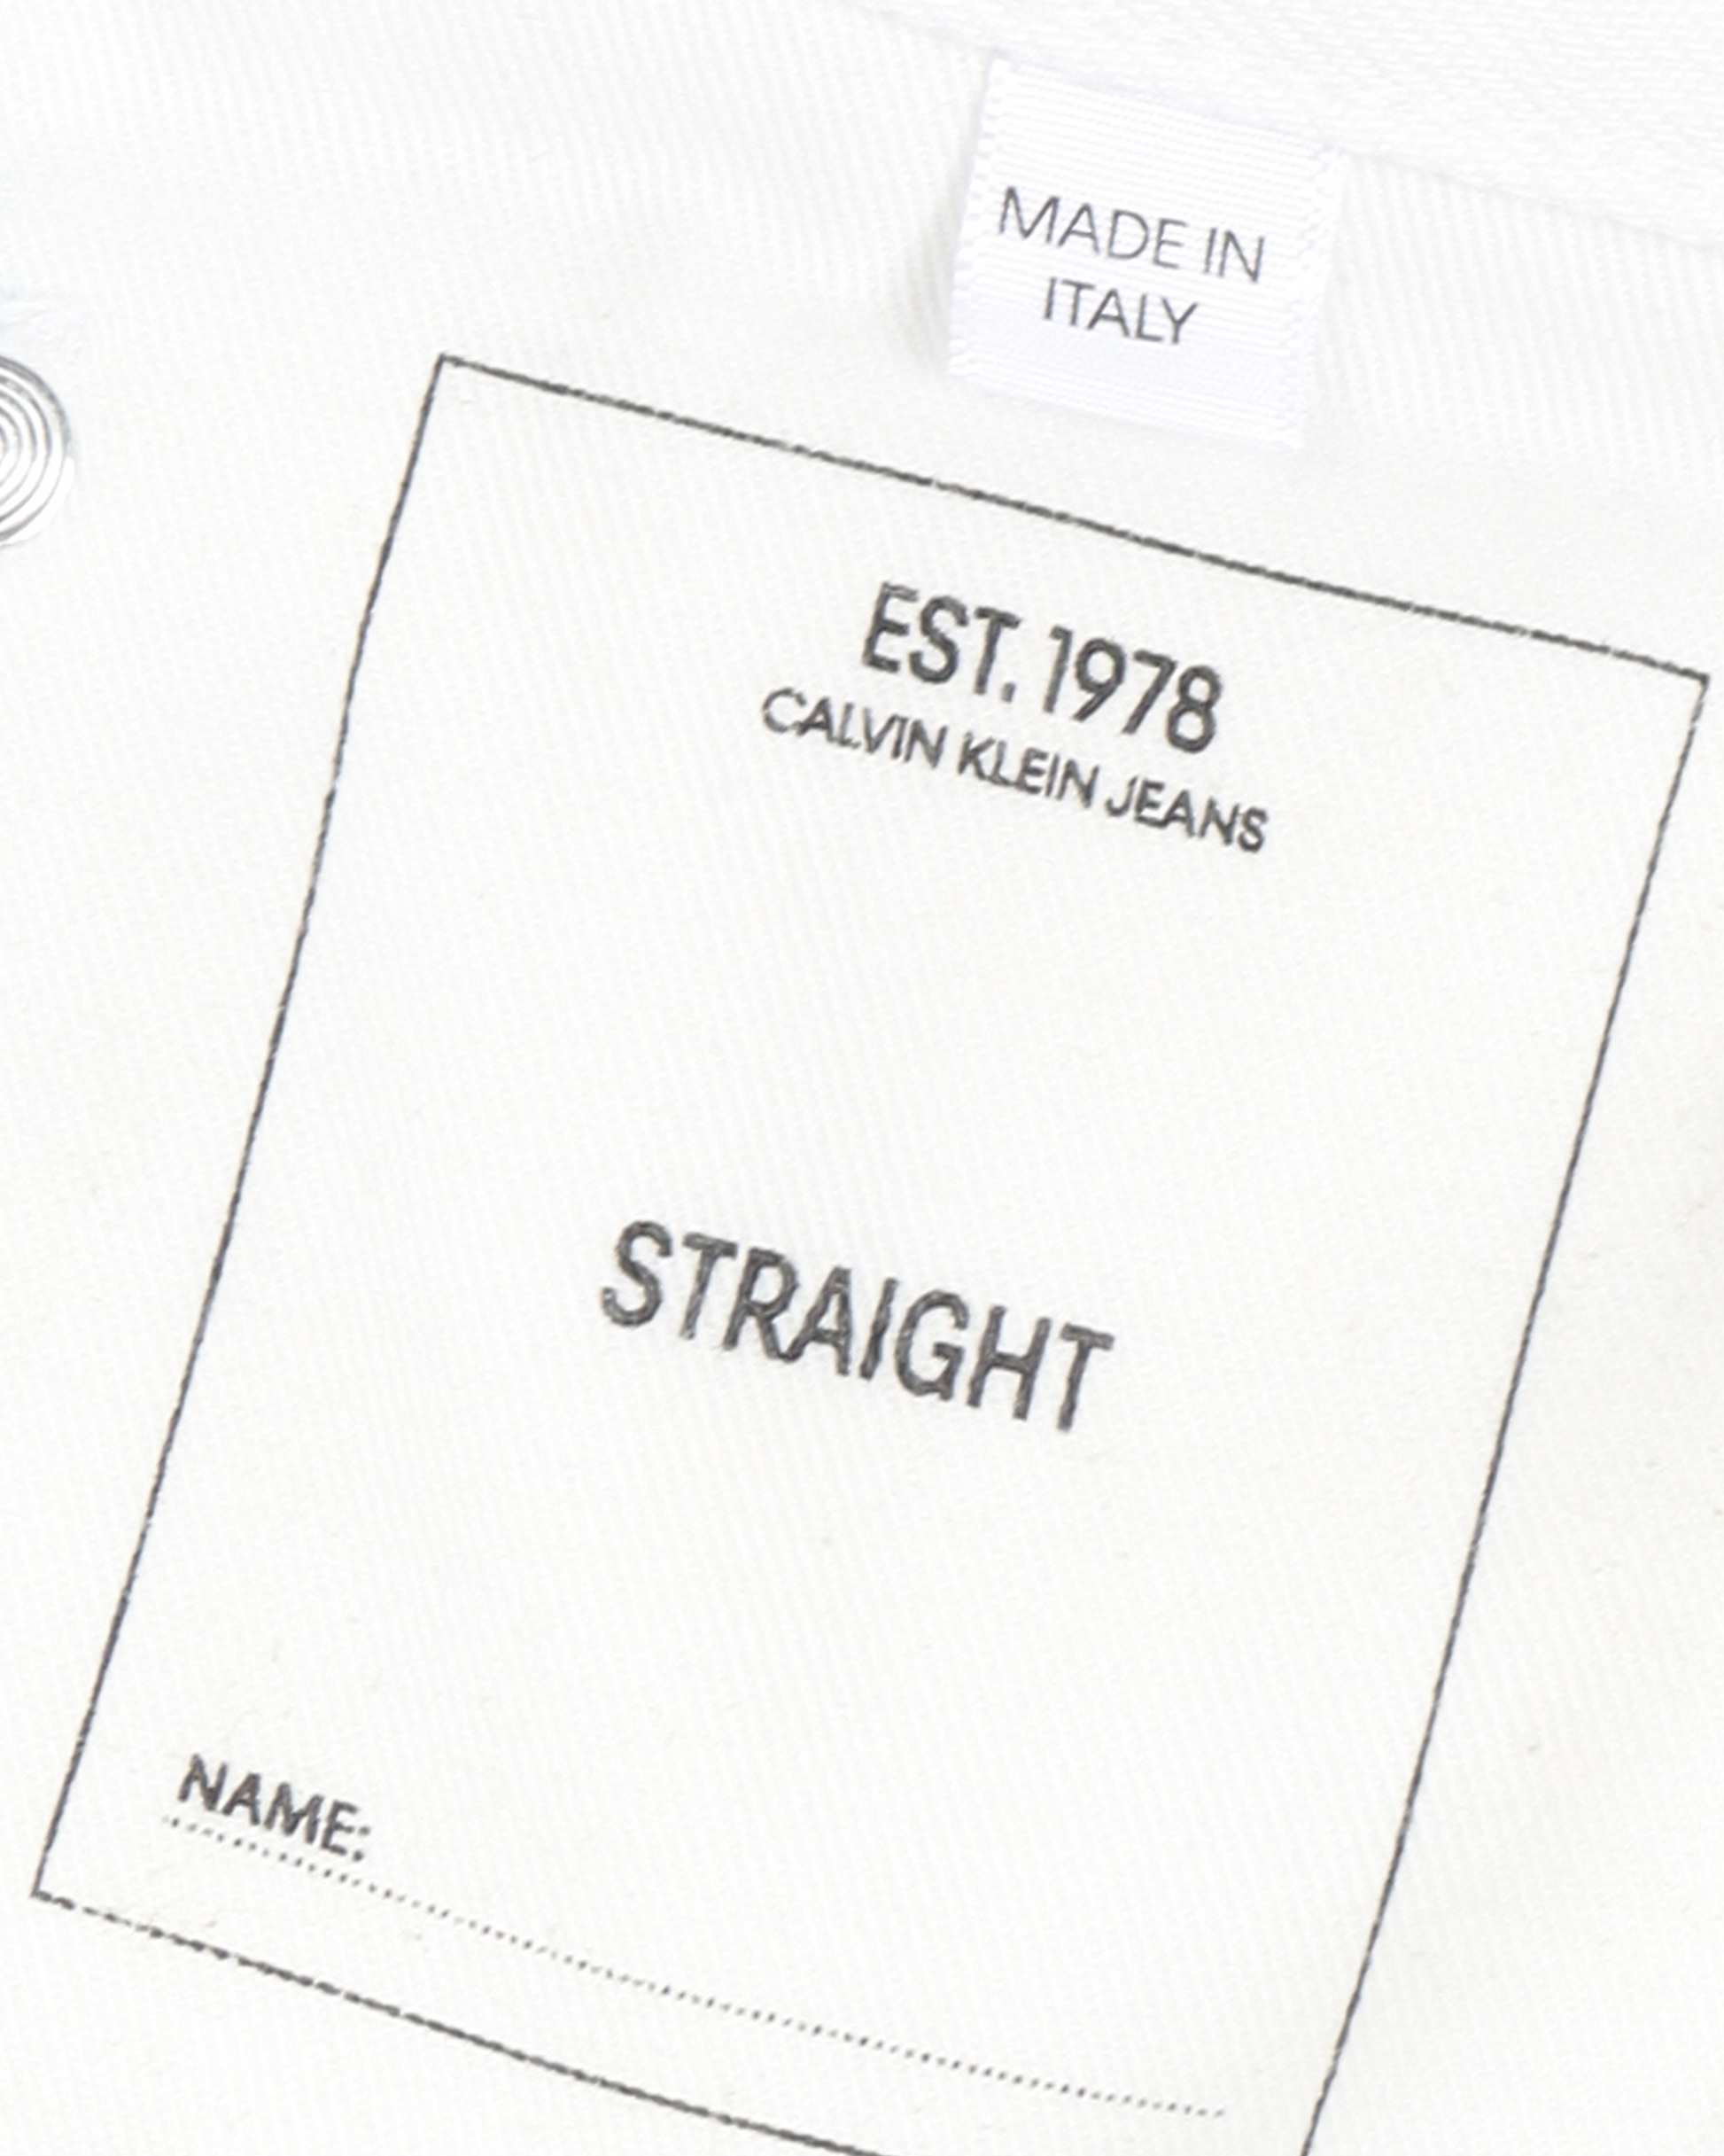 MADE IN
ITALY
EST. 1978
CALVIN KLEIN JEANS
STRAIGHT
NAME: